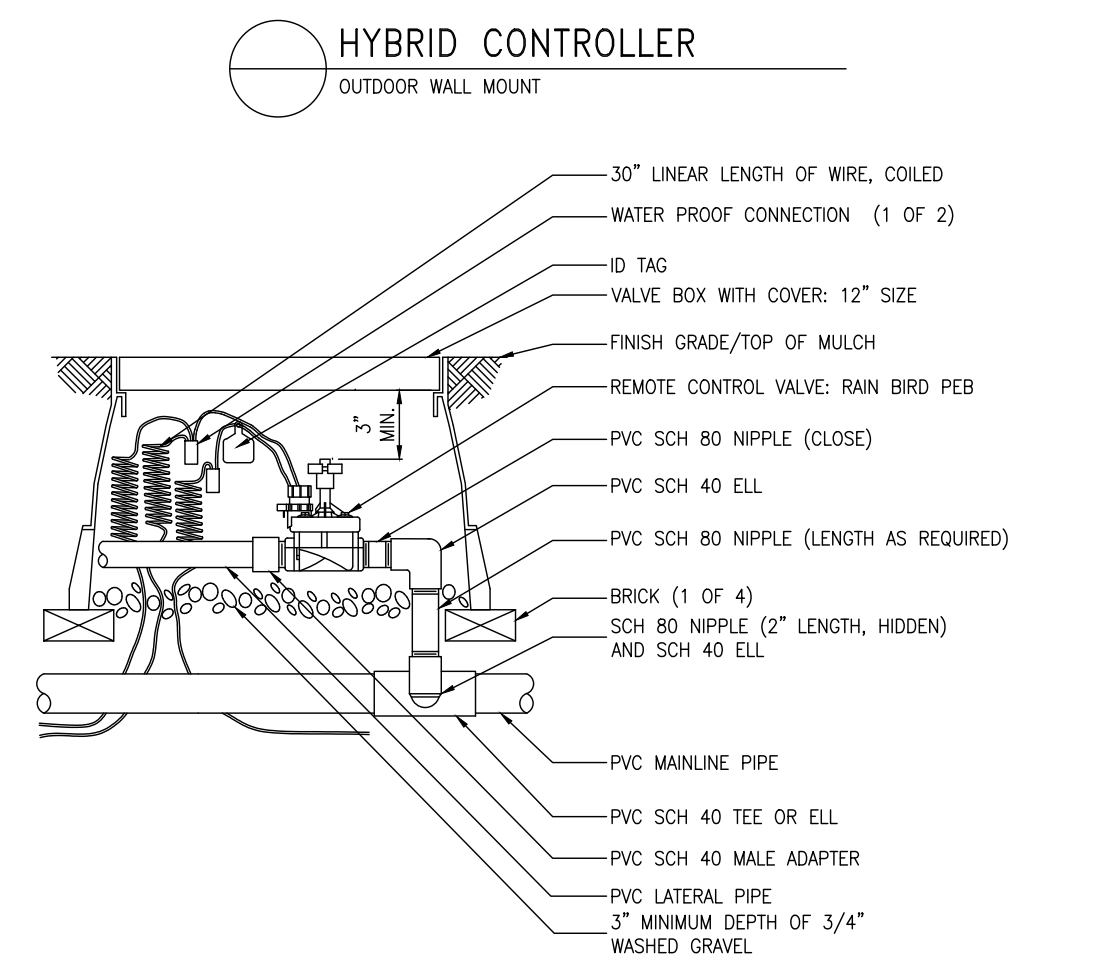 HYBRID CONTROLLER
OUTDOOR WALL MOUNT
30” LINEAR LENGTH OF WIRE, COILED
WATER PROOF CONNECTION (1 OF 2)
ID TAG
VALVE BOX WITH COVER: 12” SIZE
FINISH GRADE/TOP OF MULCH
REMOTE CONTROL VALVE: RAIN BIRD PEB
3”
MIN.
PVC SCH 80 NIPPLE (CLOSE)
PVC SCH 40 ELL
PVC SCH 80 NIPPLE (LENGTH AS REQUIRED)
BRICK (1 OF 4)
SCH 80 NIPPLE (2” LENGTH, HIDDEN)
AND SCH 40 ELL
PVC MAINLINE PIPE
PVC SCH 40 TEE OR ELL
PVC SCH 40 MALE ADAPTER
PVC LATERAL PIPE
3” MINIMUM DEPTH OF 3/4”
WASHED GRAVEL